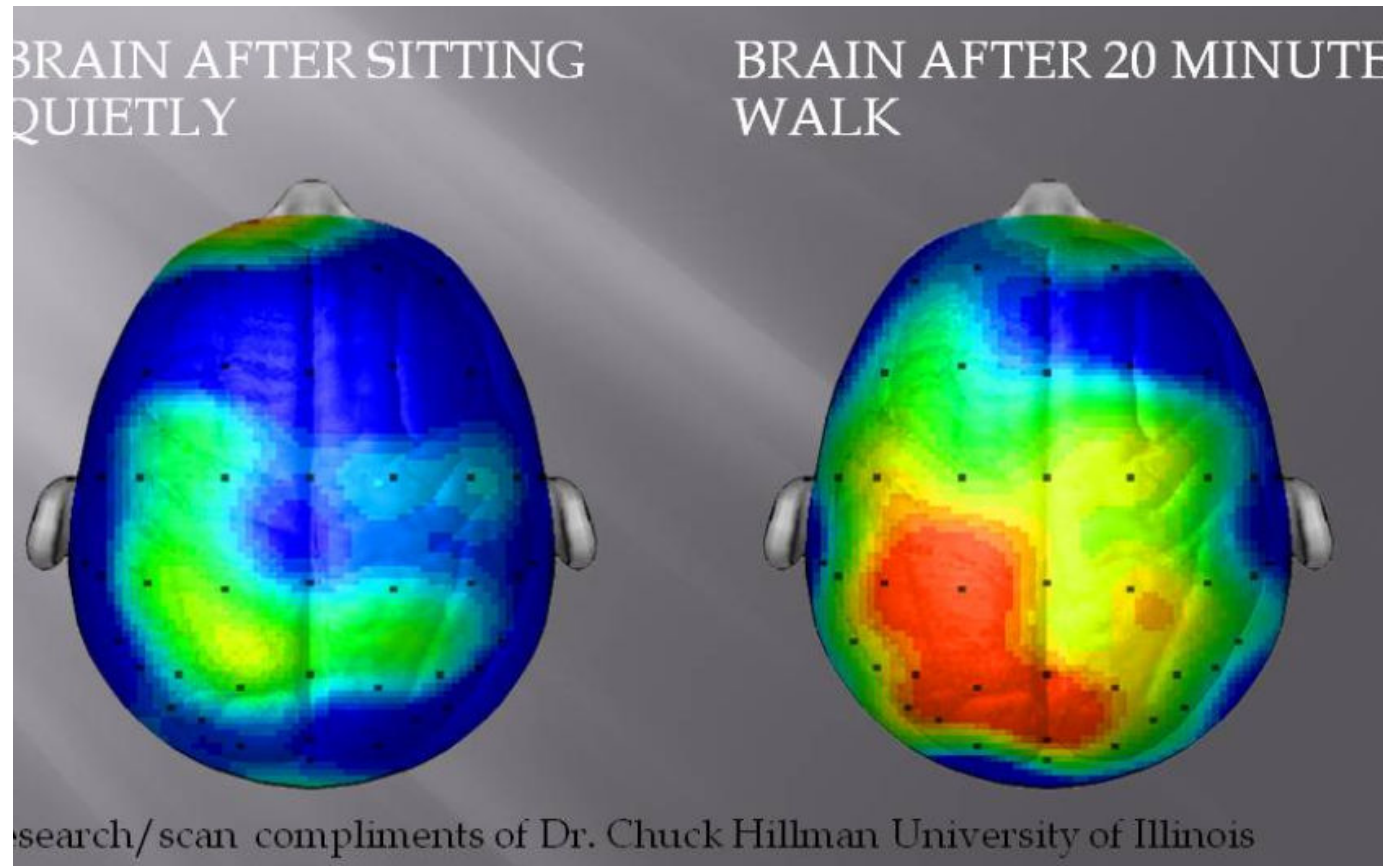 BRAIN AFTER SITTING
QUIETLY
BRAIN AFTER 20 MINUTE
WALK
esearch/scan compliments of Dr. Chuck Hillman University of Illinois